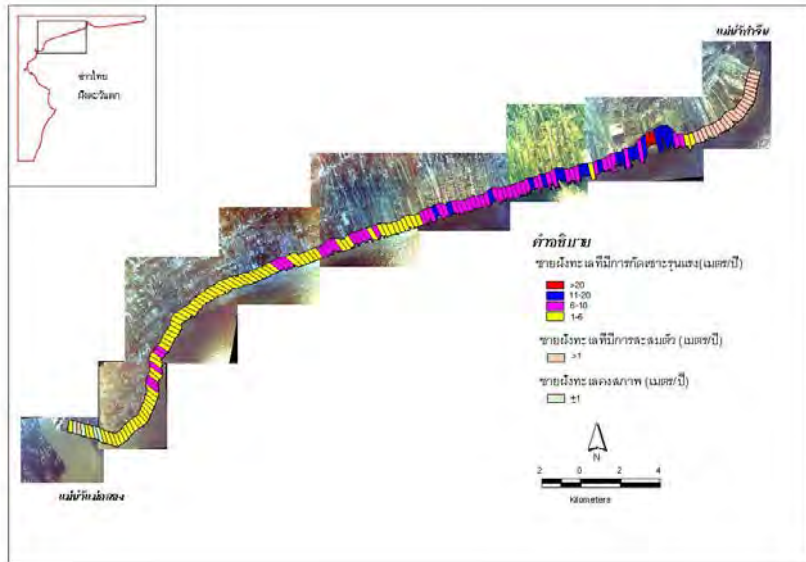 แม่น้ำท่าจีน
อ่าวไทย
ฝั่งตะวันตก
คำอธิบาย
ชายฝั่งทะเลที่มีการกัดเซาะรุนแรง(เมตร/ปี)
>20
11-20
6-10
1-6
ชายฝั่งทะเลที่มีการสะสมตัว (เมตร/ปี)
>1
ชายฝั่งทะเลคงสภาพ (เมตร/ปี)
±1
N
2 0 2 4
Kilometers
แม่น้ำแม่กลอง